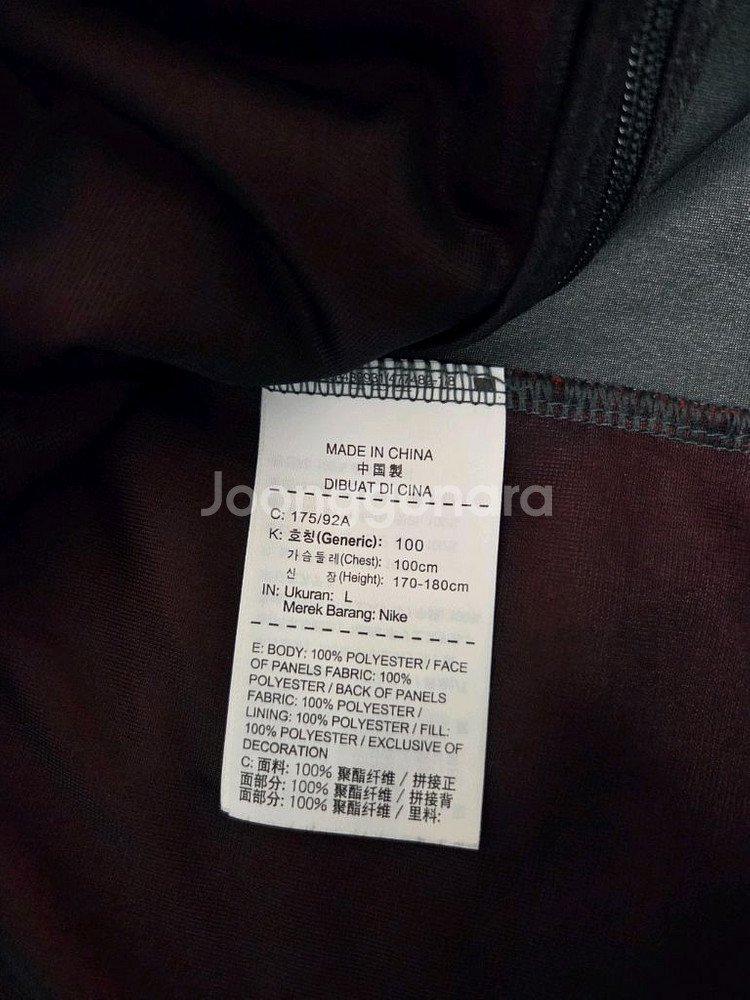 MADE IN CHINA
中国製
DIBUAT DI CINA
Joonggonara
C: 175/92A
K: 호칭(Generic): 100
가슴둘레(Chest): 100cm
신 장(Height): 170-180cm
IN: Ukuran: L
Merek Barang: Nike
E: BODY: 100% POLYESTER / FACE
OF PANELS FABRIC: 100%
POLYESTER / BACK OF PANELS
FABRIC: 100% POLYESTER /
LINING: 100% POLYESTER / FILL:
100% POLYESTER / EXCLUSIVE OF
DECORATION
C: 面料: 100% 聚酯纤维 / 拼接正
面部分: 100% 聚酯纤维 / 拼接背
面部分: 100% 聚酯纤维 / 里料: